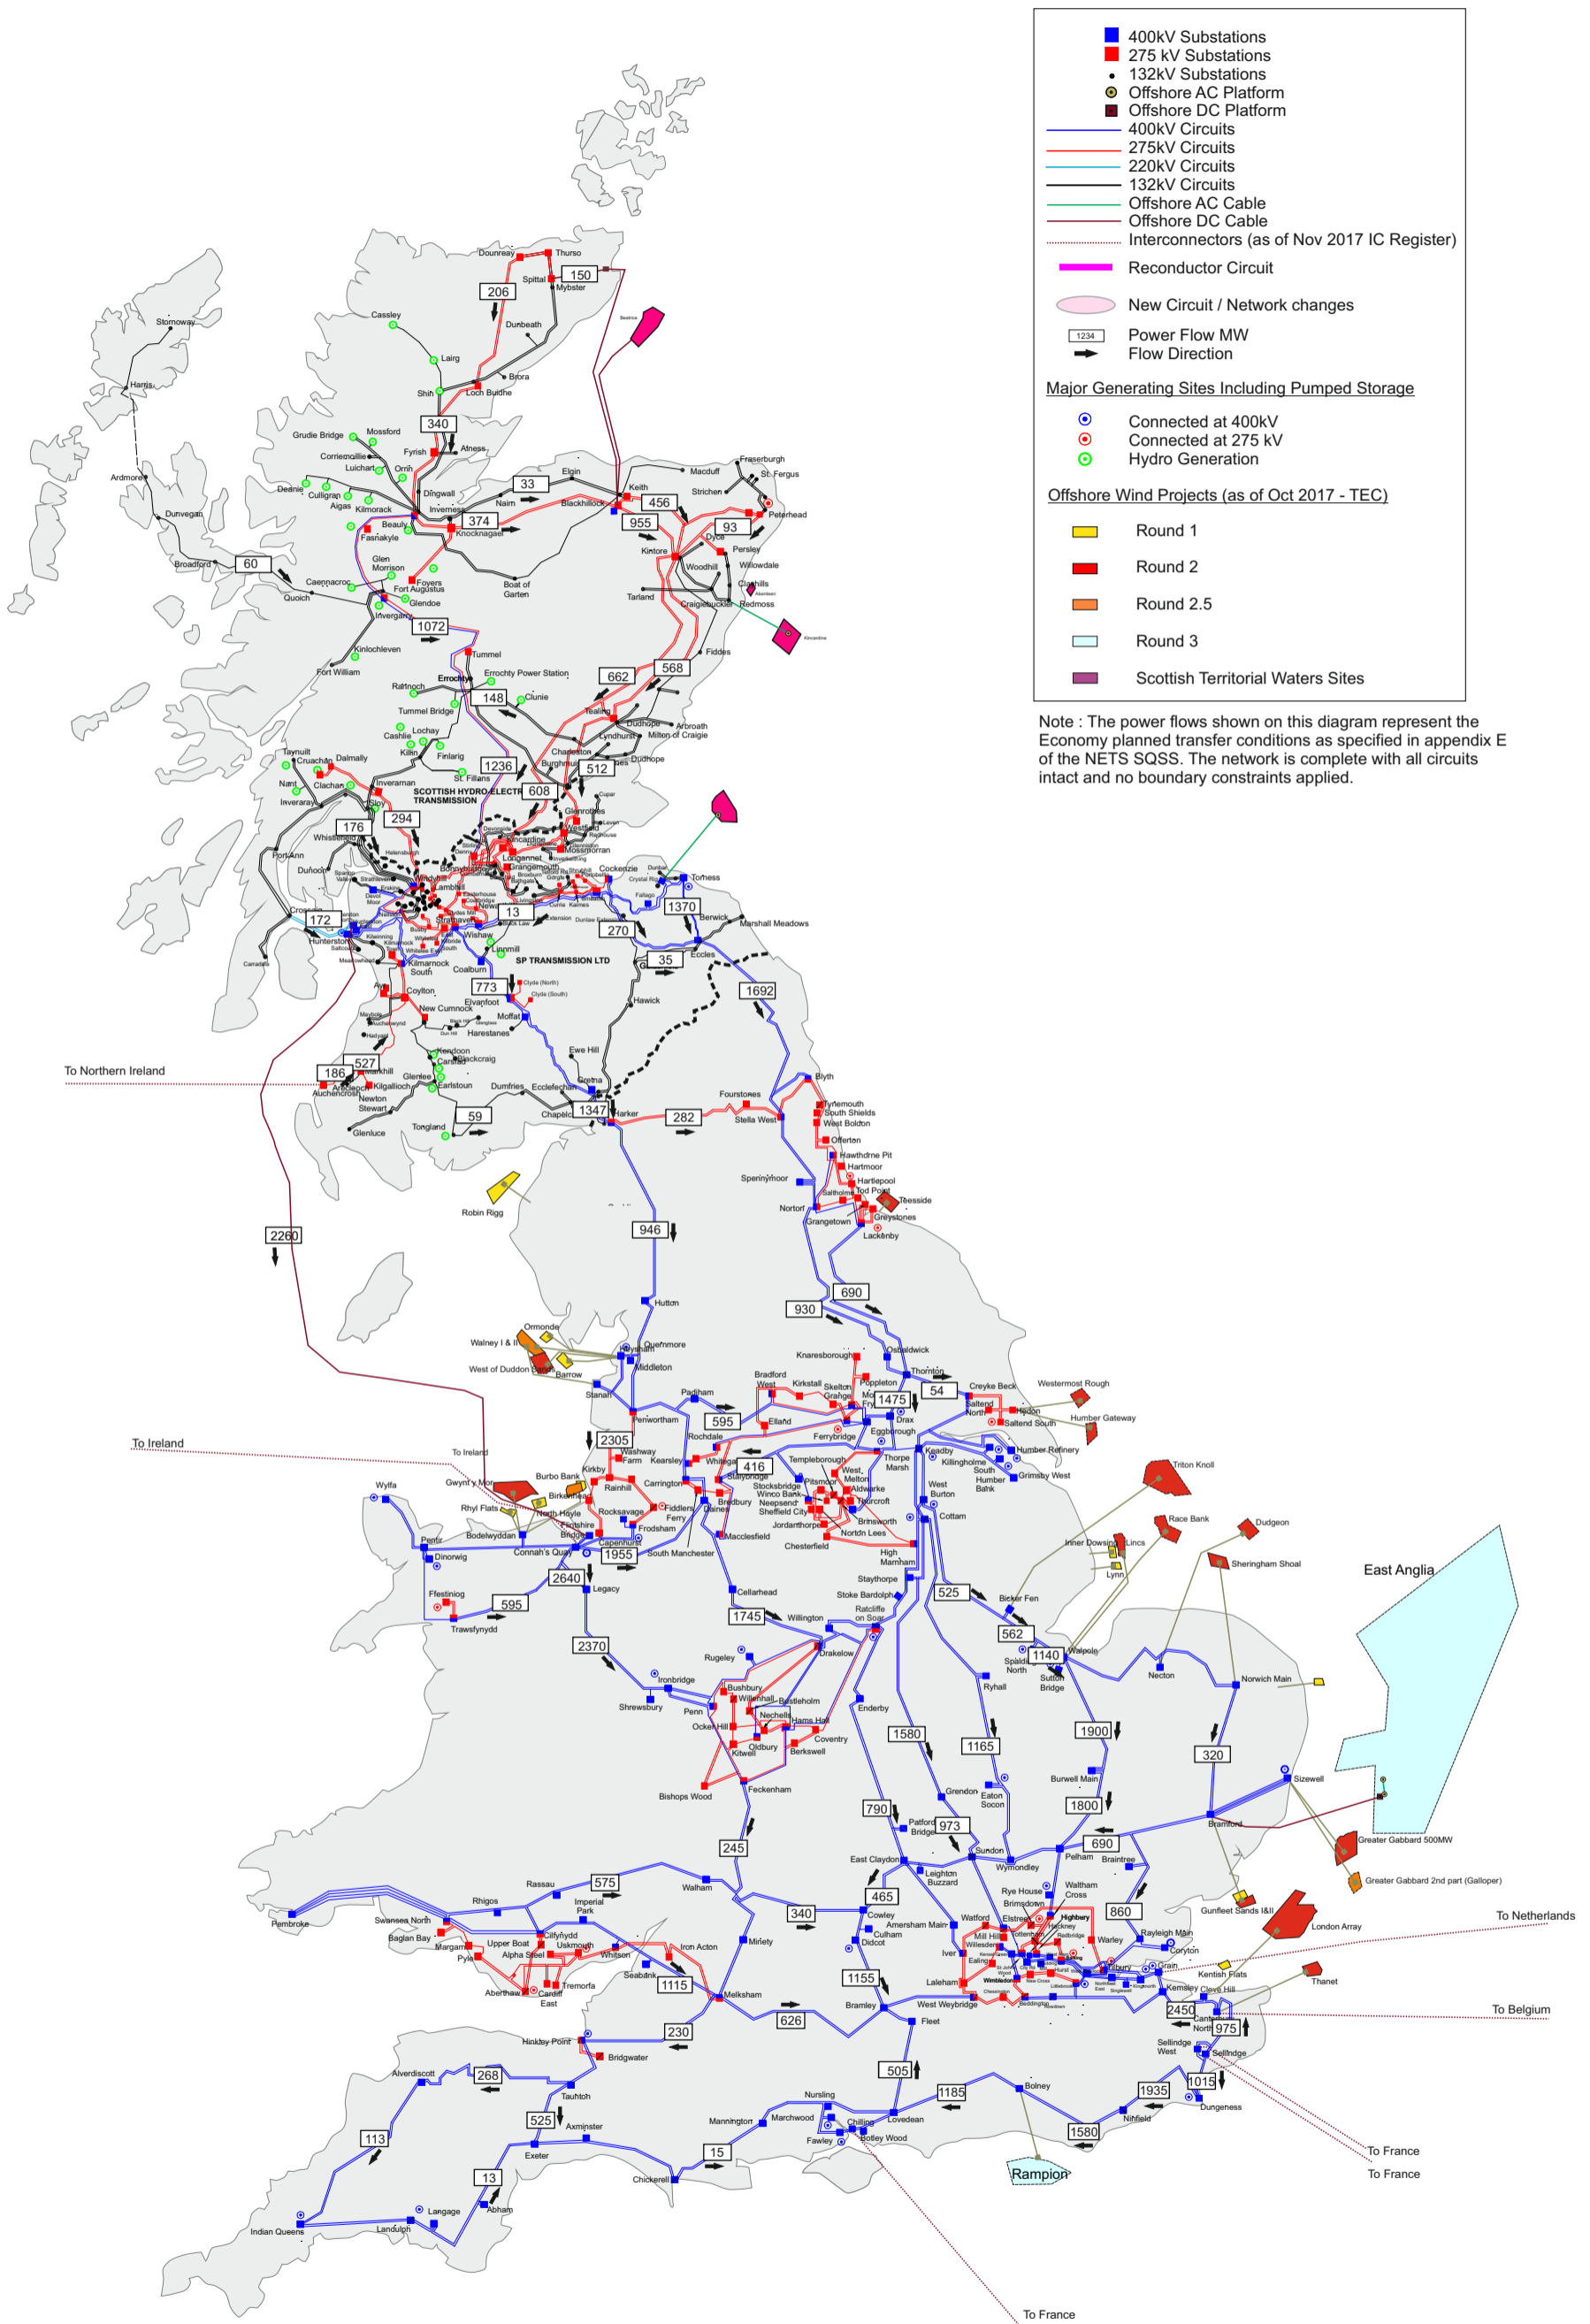 400kV Substations
275 kV Substations
132kV Substations
Offshore AC Platform
Offshore DC Platform
400kV Circuits
275kV Circuits
220kV Circuits
132kV Circuits
Offshore AC Cable
Offshore DC Cable
Interconnectors (as of Nov 2017 IC Register)
Reconductor Circuit
New Circuit / Network changes
1234
Power Flow MW
Flow Direction
Major Generating Sites Including Pumped Storage
Connected at 400kV
Connected at 275 kV
Hydro Generation
Offshore Wind Projects (as of Oct 2017 - TEC)
Round 1
Round 2
Round 2.5
Round 3
Scottish Territorial Waters Sites
Note : The power flows shown on this diagram represent the
Economy planned transfer conditions as specified in appendix E
of the NETS SQSS. The network is complete with all circuits
intact and no boundary constraints applied.
Dounreay
Thurso
Spittal
150
Mybster
206
Cassley
Dunbeath
Beatrice
Stornoway
Lairg
Harris
Shin
Brora
Loch Buidhe
340
Grudie Bridge
Mossford
Corriemoillie
Luichart
Orrin
Fyrish
Alness
Deanie
Culligran
Aigas
Kilmorack
Dingwall
33
Elgin
Nairn
Keith
Blackhillock
Macduff
Fraserburgh
St. Fergus
Strichen
Peterhead
456
955
93
Ardmore
Dunvegan
Beauly
Inverness
374
Knocknagael
Fasnakyle
Kintore
Dyce
Persley
Woodhill
Willowdale
Clayhills
Aberdeen
Tarland
Craigiebuckler
Redmoss
Kincardine
Broadford
60
Quoich
Glen
Morrison
Foyers
Fort Augustus
Glendoe
Invergarry
Boat of
Garten
1072
Kinlochleven
Fort William
Fiddes
Tummel
662
568
Errochty
Errochty Power Station
Rannoch
148
Clunie
Tummel Bridge
Tealing
Dudhope
Arbroath
Milton of Craigie
Lyndhurst
Cashlie
Lochay
Killin
Finlarig
St. Fillans
Charleston
Burghmuir
512
Dudhope
Taynuilt
Cruachan
Dalmally
Nant
Clachan
Inveraray
Inverarnan
Sloy
1236
SCOTTISH HYDRO-ELECTR
TRANSMISSION
608
Cupar
Leven
Glenrothes
Westfield
Redhouse
Mossmorran
176
294
Whistlefield
Helensburgh
Port Ann
Dunoon
Devonside
Kincardine
Longannet
Grangemouth
Windyhill
Lambhill
Cockenzie
Dunbar
Torness
Crystal Rig
Fallago
1370
Berwick
Marshall Meadows
Eccles
270
35
13
172
Hunterston
Carradale
Strathaven
Wishaw
Linnmill
Coalburn
SP TRANSMISSION LTD
Kilmarnock
South
Coylton
New Cumnock
773
Clyde (North)
Clyde (South)
Elvanfoot
Moffat
Harestanes
Hawick
1692
Kendoon
Blackcraig
Glenlee
Earlstoun
Ewe Hill
Gretna
527
186
Auchencrosh
Kilgallioch
Newton
Stewart
Glenluce
Tongland
59
Dumfries
Ecclefechan
1347
Harker
282
Fourstones
Stella West
Blyth
Tynemouth
South Shields
West Boldon
Offerton
Hawthorne Pit
Hartmoor
Hartlepool
Tod Point
Saltholme
Teesside
Greystones
Grangetown
Lackenby
Norton
Spennymoor
To Northern Ireland
Robin Rigg
2260
946
930
690
Hutton
Ormonde
Walney I & II
West of Duddon Sands
Barrow
Quernmore
Heysham
Middleton
Stanah
Penwortham
Padiham
595
Bradford
West
Kirkstall
Skelton
Grange
Knaresborough
Poppleton
Osbaldwick
Thornton
54
1475
Creyke Beck
Saltend
North
Hedon
Saltend South
Westermost Rough
Humber Gateway
Elland
Ferrybridge
Eggborough
Drax
Rochdale
Kearsley
Whitegate
Stalybridge
416
2305
Washway
Farm
Kirkby
Rainhill
Carrington
Bredbury
Daines
Fiddlers
Ferry
Rocksavage
Frodsham
Capenhurst
South Manchester
Macclesfield
Templeborough
West
Melton
Thorpe
Marsh
Stocksbridge
Pitsmoor
Aldwarke
Winco Bank
Neepsend
Sheffield City
Thurcroft
Brinsworth
Jordanthorpe
Norton Lees
Chesterfield
High
Marnham
Keadby
Killingholme
South
Humber
Bank
Humber Refinery
Grimsby West
West
Burton
Cottam
Staythorpe
Stoke Bardolph
Triton Knoll
Race Bank
Dudgeon
Inner Dowsing
Lincs
Lynn
Sheringham Shoal
East Anglia
To Ireland
To Ireland
Gwynt y Mor
Burbo Bank
Birkenhead
Rhyl Flats
North Hoyle
Flintshire
Bridge
Bodelwyddan
Connah's Quay
Wylfa
Pentir
Dinorwig
Ffestiniog
Trawsfynydd
595
1955
2640
Legacy
Cellarhead
1745
2370
Willington
Ratcliffe
on Soar
Drakelow
Rugeley
Ironbridge
Shrewsbury
Penn
Bushbury
Willenhall
Bustleholm
Nechells
Hams Hall
Ocker Hill
Oldbury
Coventry
Kitwell
Berkswell
Bishops Wood
Feckenham
Enderby
525
Bicker Fen
562
1140
Spalding
North
Walpole
Sutton
Bridge
Necton
Norwich Main
Ryhall
1580
1165
1900
320
Sizewell
Burwell Main
Grendon
Eaton
Socon
790
973
1800
690
Bramford
Greater Gabbard 500MW
Greater Gabbard 2nd part (Galloper)
Patford
Bridge
East Claydon
Sundon
Leighton
Buzzard
Wymondley
Pelham
Braintree
245
575
Rassau
Walham
Rhigos
Imperial
Park
Pembroke
Swansea North
Baglan Bay
Margam
Pyle
Cilfynydd
Upper Boat
Alpha Steel
Uskmouth
Whitson
Iron Acton
Seabank
Aberthaw
Cardiff
East
Tremorfa
340
465
Cowley
Culham
Didcot
Minety
1115
Melksham
626
1155
Bramley
Fleet
Rye House
Waltham
Cross
Brimsdown
Amersham Main
Watford
Elstree
Highbury
Hackney
Tottenham
Redbridge
Warley
Mill Hill
Willesden
Iver
Ealing
Laleham
Wimbledon
New Cross
Hurst
Chessington
Beddington
West Weybridge
860
Rayleigh Main
Coryton
Tilbury
Grain
Kemsley
Cleve Hill
Gunfleet Sands I&II
London Array
Kentish Flats
Thanet
To Netherlands
To Belgium
2450
Canterbury
North
975
Sellindge
West
Sellindge
1015
Dungeness
Hinkley Point
230
Bridgwater
Alverdiscott
268
Taunton
525
Axminster
Exeter
113
13
Abham
Indian Queens
Landulph
Langage
15
Chickerell
Mannington
Nursling
Marchwood
Chilling
Fawley
Botley Wood
Lovedean
505
1185
Bolney
1935
Ninfield
1580
Rampion
To France
To France
To France